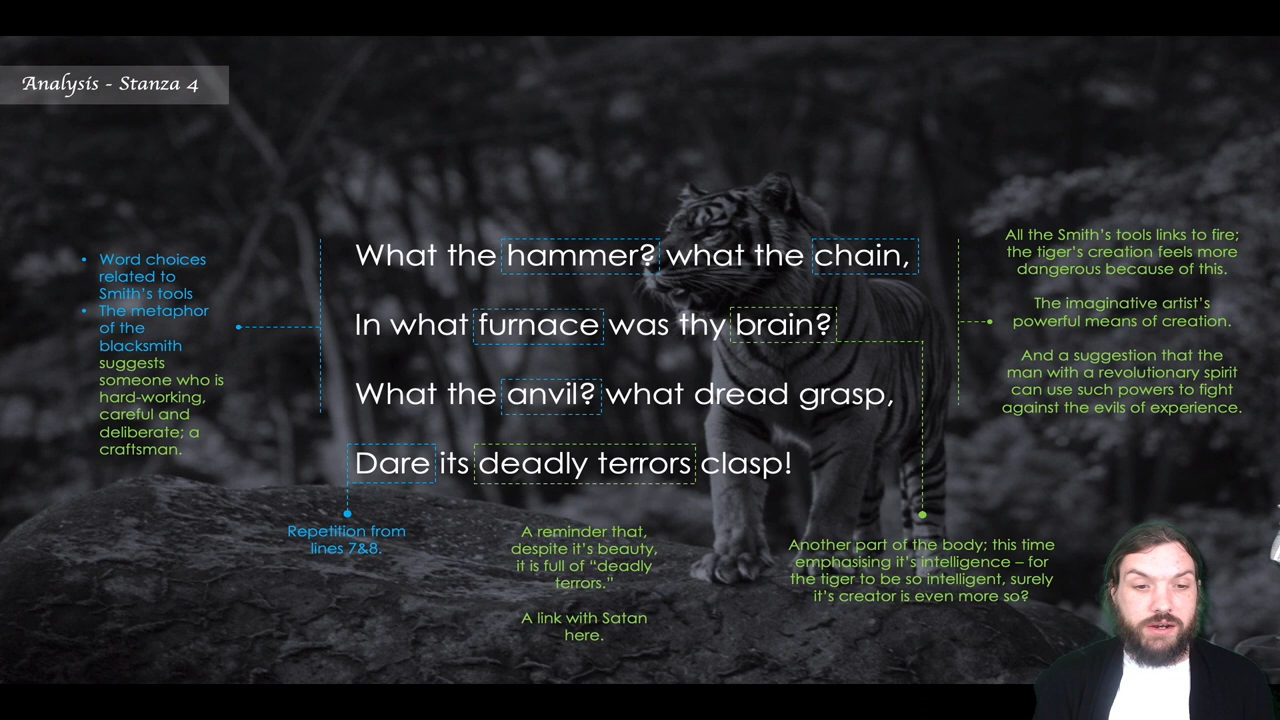 Analysis - Stanza 4
• Word choices
related to
Smith's tools
• The metaphor
of the
blacksmith
suggests
someone who is
hard-working,
careful and
deliberate; a
craftsman.
What the hammer? what the chain,
In what furnace was thy brain?
What the anvil? what dread grasp,
Dare its deadly terrors clasp!
All the Smith's tools links to fire;
the tiger's creation feels more
dangerous because of this.
The imaginative artist's
powerful means of creation.
And a suggestion that the
man with a revolutionary spirit
can use such powers to fight
against the evils of experience.
Repetition from
lines 7&8.
A reminder that,
despite it's beauty,
it is full of "deadly
terrors."
A link with Satan
here.
Another part of the body; this time
emphasising it's intelligence – for
the tiger to be so intelligent, surely
it's creator is even more so?